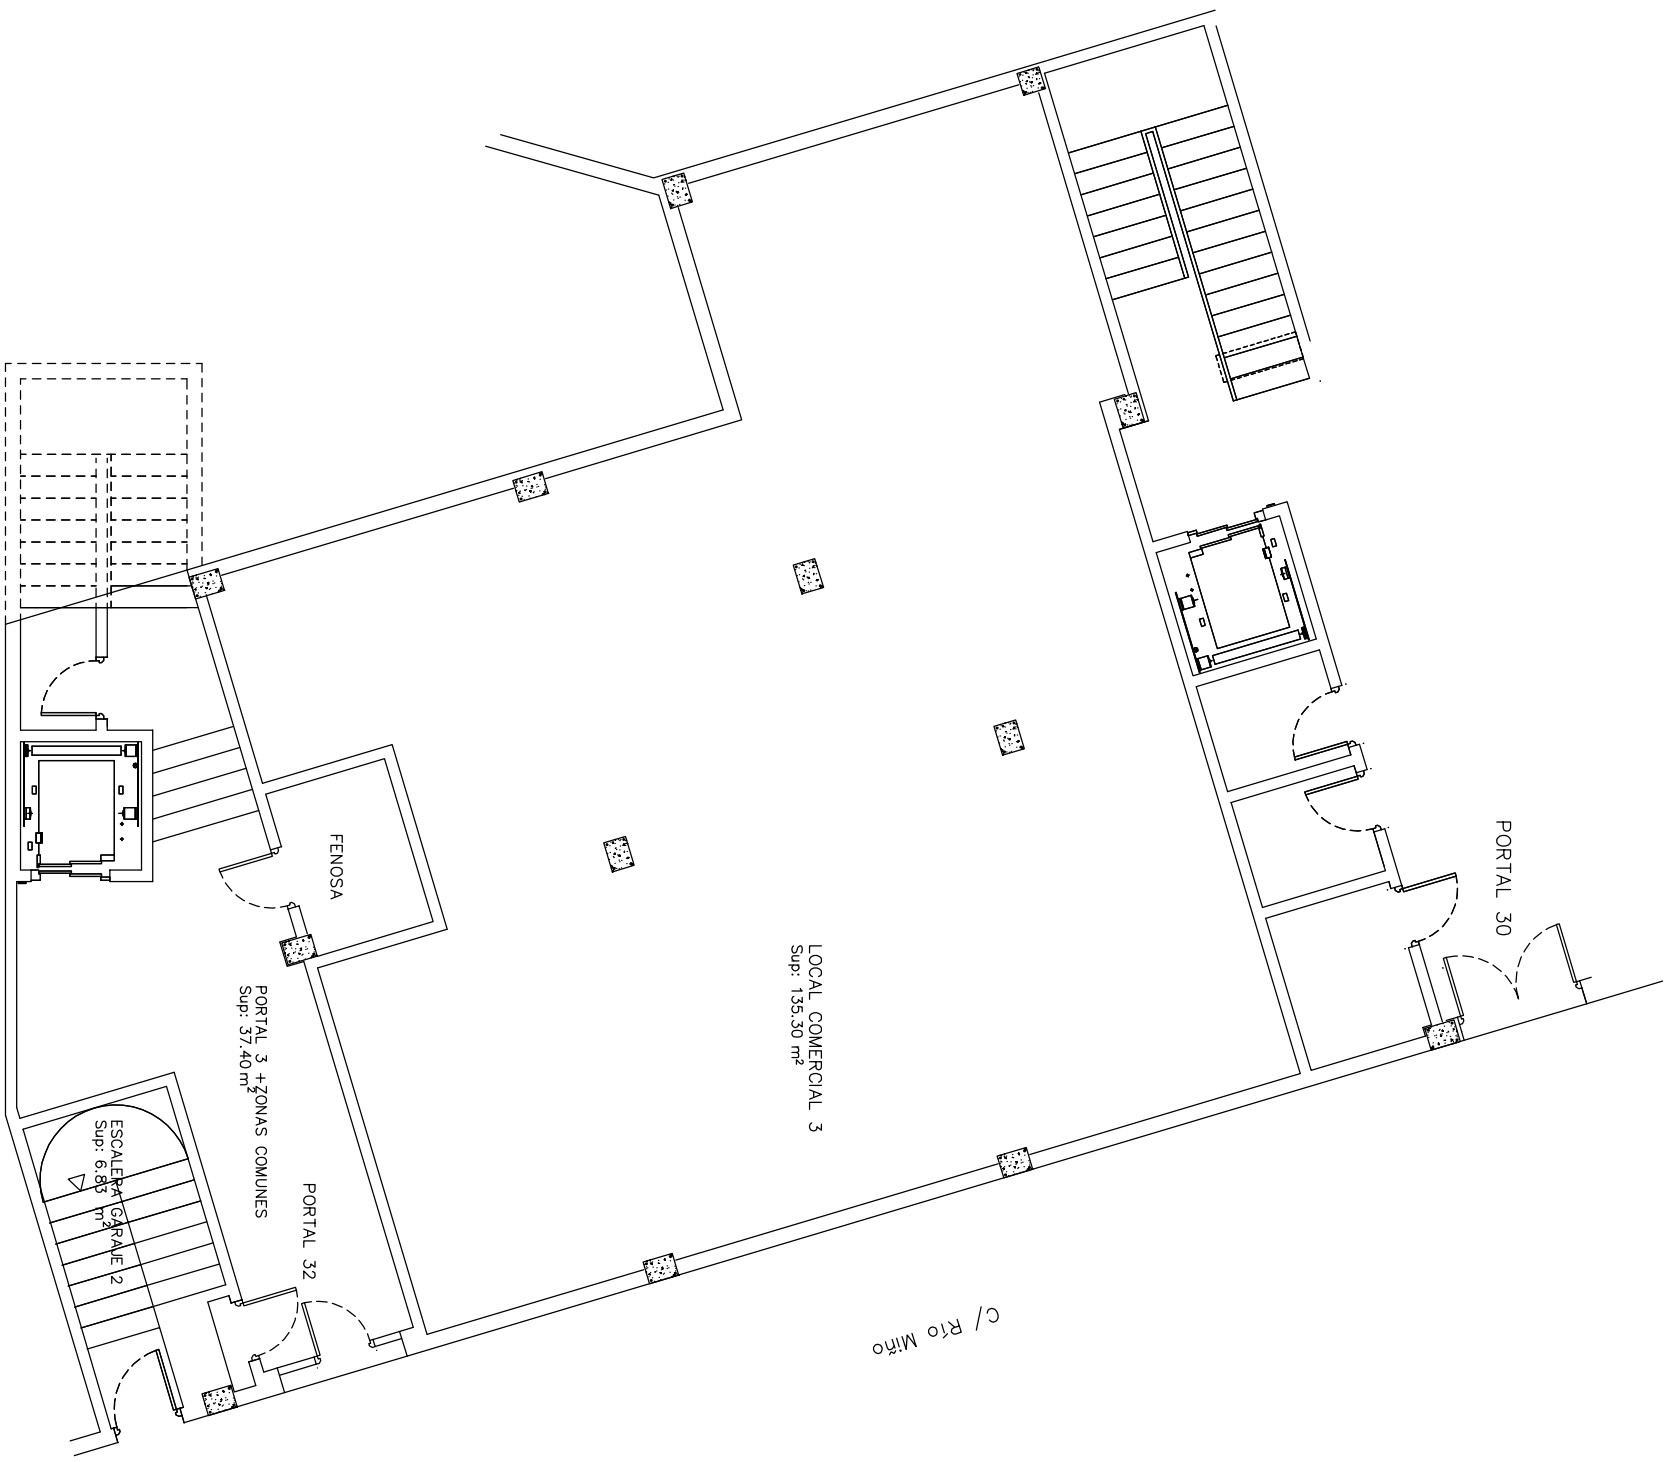 PORTAL 30
FENOSA
LOCAL COMERCIAL 3
Sup: 135.30 m²
PORTAL 3 +ZONAS COMUNES
Sup: 37.40 m²
PORTAL 32
ESCALERA GARAJE 2
Sup: 6.83 m²
C/ Río Miño